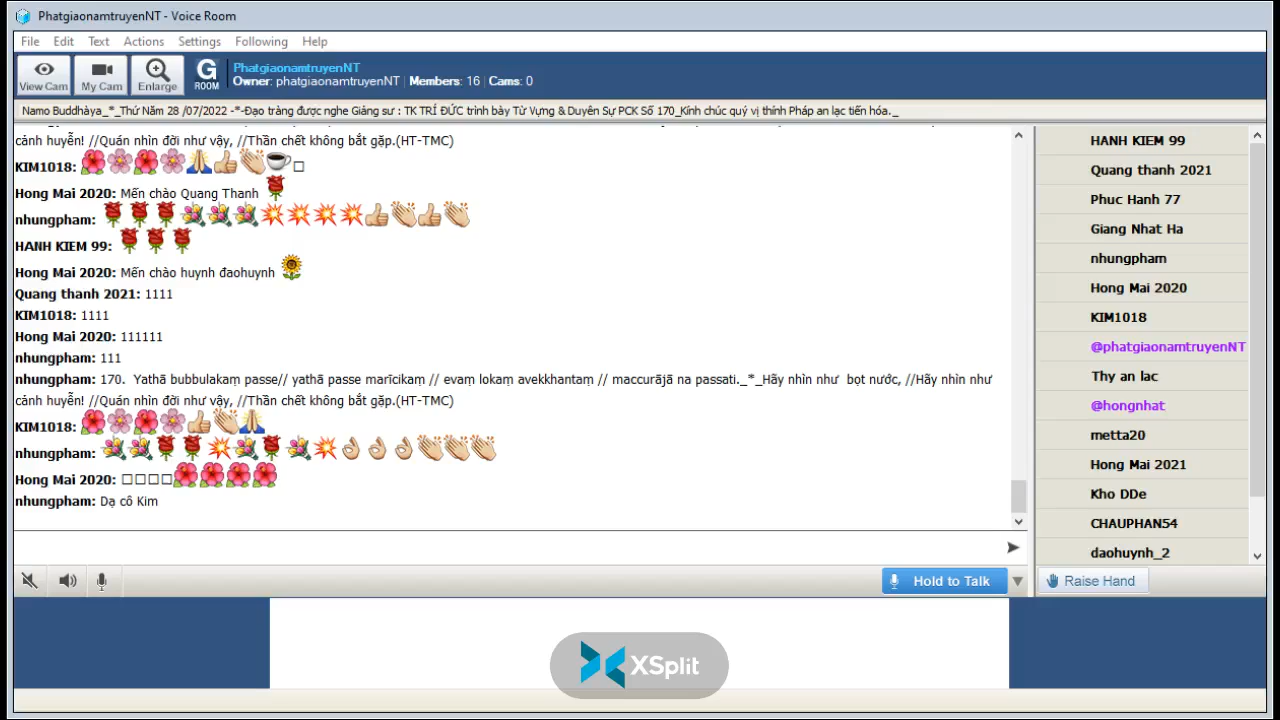 PhatgiaonamtruyenNT - Voice Room
File Edit Text Actions Settings Following Help
View Cam My Cam Enlarge G ROOM
PhatgiaonamtruyenNT
Owner: phatgiaonamtruyenNT | Members: 16 | Cams: 0
Namo Buddhàya_*_Thứ Năm 28 /07/2022 -*-Đạo tràng được nghe Giảng sư : TK TRÍ ĐỨC trình bày Từ Vựng & Duyên Sự PCK Số 170_Kính chúc quý vị thính Pháp an lạc tiến hóa._
cảnh huyễn! //Quán nhìn đời như vậy, //Thần chết không bắt gặp.(HT-TMC)
KIM1018:
Hong Mai 2020: Mến chào Quang Thanh
nhungpham:
HANH KIEM 99:
Hong Mai 2020: Mến chào huynh đaohuynh
Quang thanh 2021: 1111
KIM1018: 1111
Hong Mai 2020: 111111
nhungpham: 111
nhungpham: 170. Yathā bubbulakaṃ passe// yathā passe marīcikaṃ // evaṃ lokaṃ avekkhantaṃ // maccurājā na passati._*_Hãy nhìn như bọt nước, //Hãy nhìn như
cảnh huyễn! //Quán nhìn đời như vậy, //Thần chết không bắt gặp.(HT-TMC)
KIM1018:
nhungpham:
Hong Mai 2020:
nhungpham: Dạ cô Kim
HANH KIEM 99
Quang thanh 2021
Phuc Hanh 77
Giang Nhat Ha
nhungpham
Hong Mai 2020
KIM1018
@phatgiaonamtruyenNT
Thy an lac
@hongnhat
metta20
Hong Mai 2021
Kho DDe
CHAUPHAN54
daohuynh_2
Hold to Talk
Raise Hand
XSplit